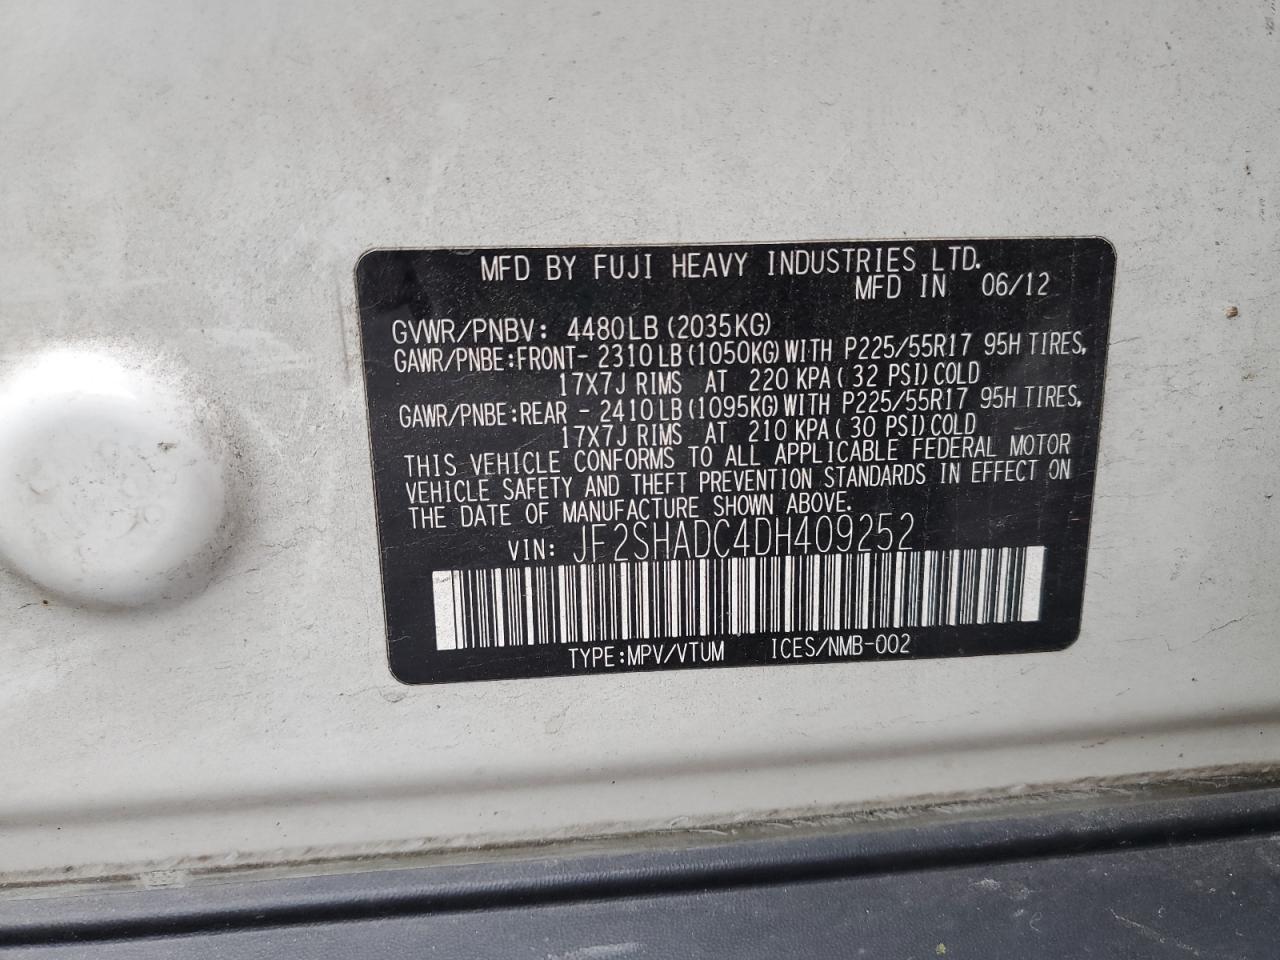 MFD BY FUJI HEAVY INDUSTRIES LTD.
MFD IN 06/12
GVWR/PNBV: 4480LB(2035KG)
GAWR/PNBE:FRONT- 2310LB(1050KG)WITH P225/55R17 95H TIRES,
17X7J RIMS AT 220 KPA( 32 PSI)COLD
GAWR/PNBE:REAR - 2410LB(1095KG)WITH P225/55R17 95H TIRES,
17X7J RIMS AT 210 KPA( 30 PSI)COLD
THIS VEHICLE CONFORMS TO ALL APPLICABLE FEDERAL MOTOR
VEHICLE SAFETY AND THEFT PREVENTION STANDARDS IN EFFECT ON
THE DATE OF MANUFACTURE SHOWN ABOVE.
VIN: JF2SHADC4DH409252
TYPE:MPV/VTUM ICES/NMB-002